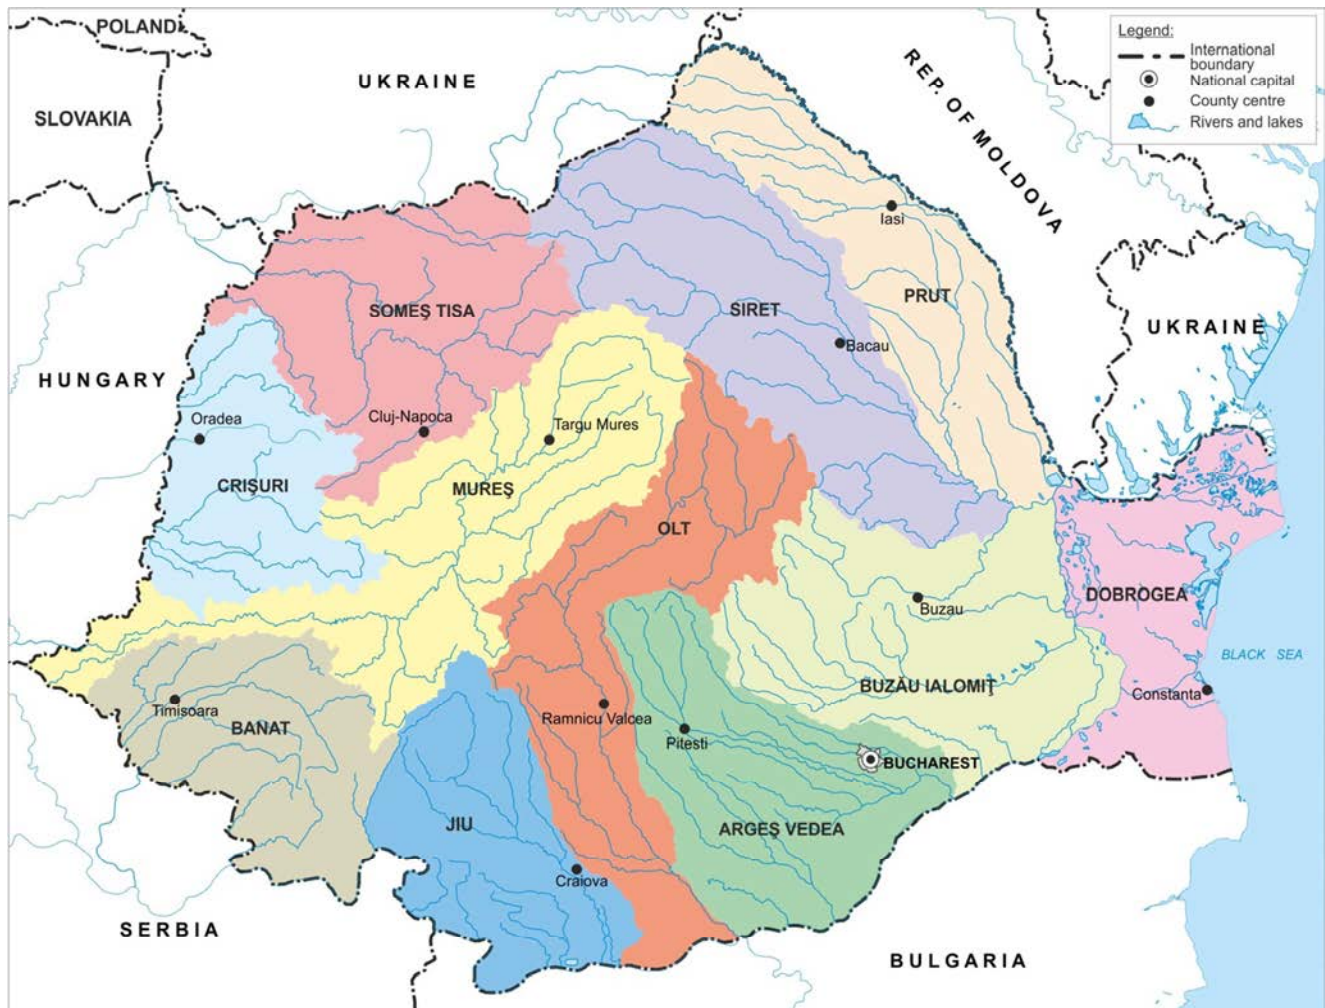 POLAND
UKRAINE
REP. OF MOLDOVA
Legend:
International
boundary
National capital
County centre
Rivers and lakes
SLOVAKIA
Iasi
SOMEŞ TISA
SIRET
PRUT
UKRAINE
Bacau
HUNGARY
Oradea
Cluj-Napoca
Targu Mures
CRIŞURI
MUREŞ
OLT
DOBROGEA
Buzau
BLACK SEA
BUZĂU IALOMIŢ
Constanta
Timisoara
BANAT
Ramnicu Valcea
Pitesti
BUCHAREST
JIU
ARGEŞ VEDEA
Craiova
SERBIA
BULGARIA